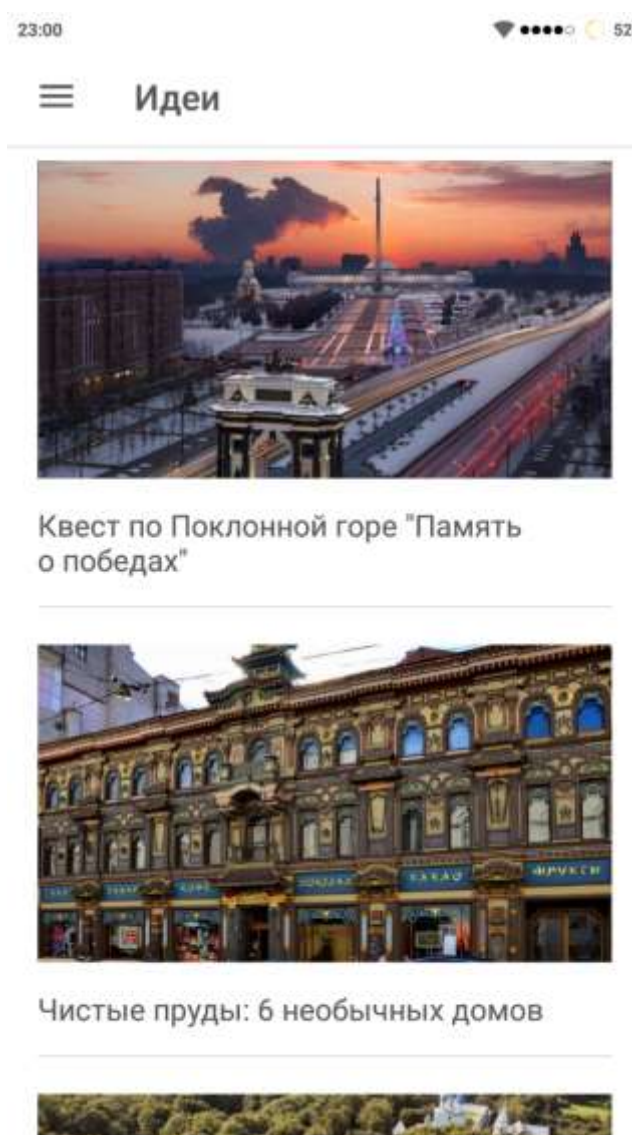 23:00
52
Идеи
Квест по Поклонной горе "Память
о победах"
КАКАО
ФРУКТЫ
Чистые пруды: 6 необычных домов